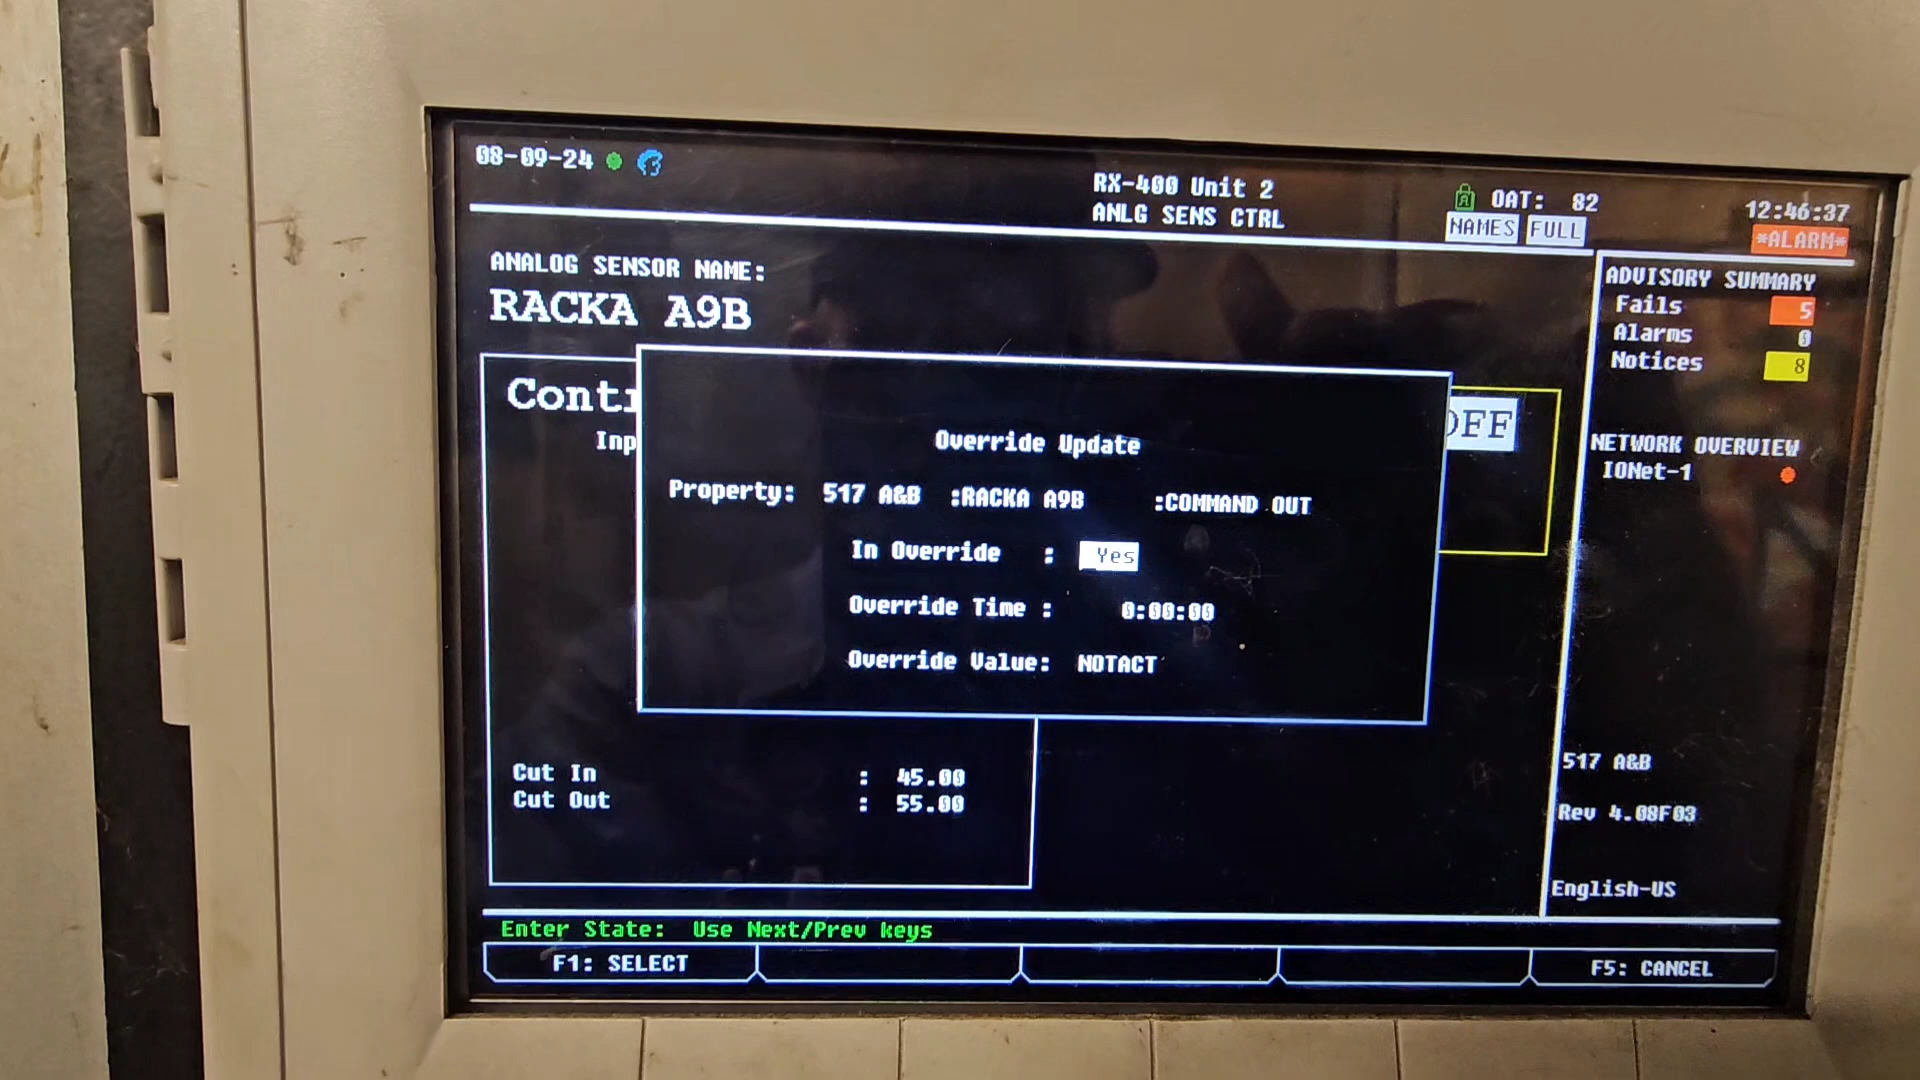 08-09-24
RX-400 Unit 2
ANLG SENS CTRL
OAT: 82
NAMES FULL
12:46:37
*ALARM*
ANALOG SENSOR NAME:
RACKA A9B
ADVISORY SUMMARY
Fails 5
Alarms 0
Notices 8
NETWORK OVERVIEW
IONet-1
Override Update
Property: 517 A&B :RACKA A9B :COMMAND OUT
In Override : Yes
Override Time : 0:00:00
Override Value: NOTACT
Cut In : 45.00
Cut Out : 55.00
517 A&B
Rev 4.08F03
English-US
Enter State: Use Next/Prev keys
F1: SELECT
F5: CANCEL